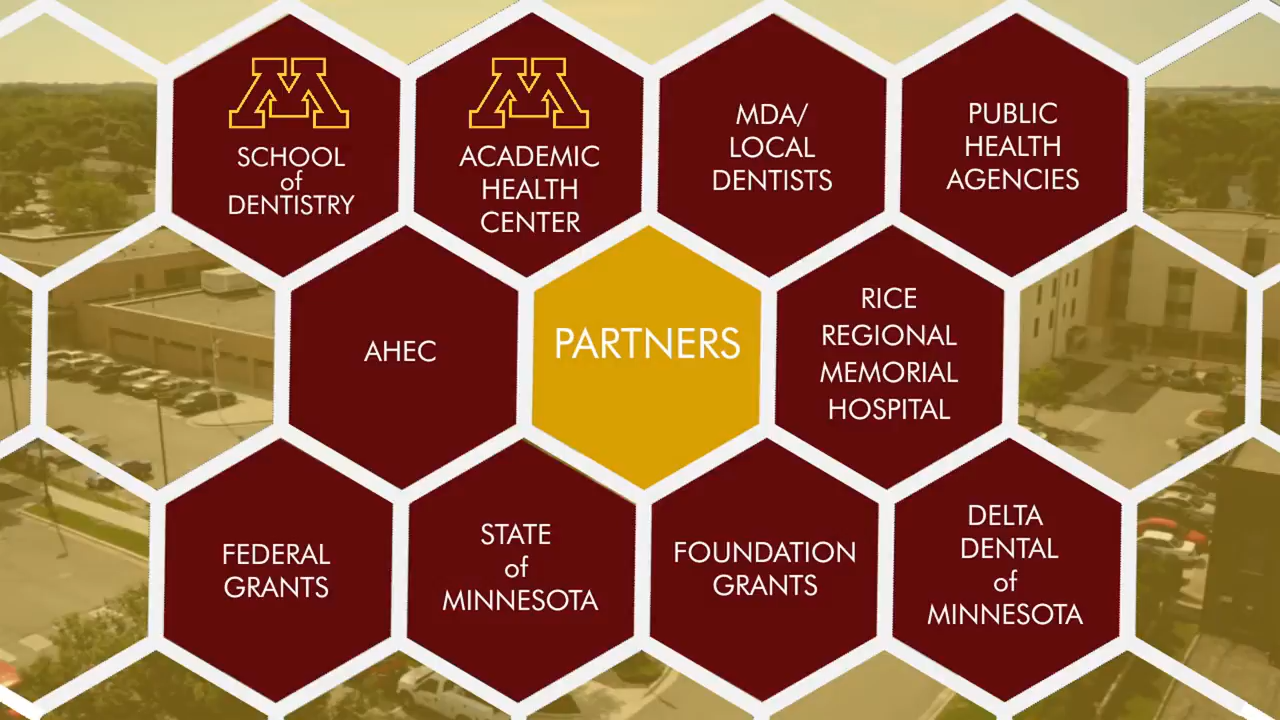 M
SCHOOL
of
DENTISTRY
M
ACADEMIC
HEALTH
CENTER
MDA/
LOCAL
DENTISTS
PUBLIC
HEALTH
AGENCIES
AHEC
PARTNERS
RICE
REGIONAL
MEMORIAL
HOSPITAL
FEDERAL
GRANTS
STATE
of
MINNESOTA
FOUNDATION
GRANTS
DELTA
DENTAL
of
MINNESOTA